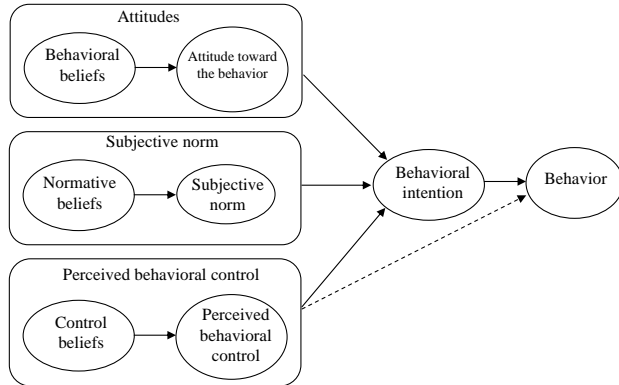 Attitudes
Behavioral
beliefs
Attitude toward
the behavior
Subjective norm
Normative
beliefs
Subjective
norm
Behavioral
intention
Behavior
Perceived behavioral control
Control
beliefs
Perceived
behavioral
control